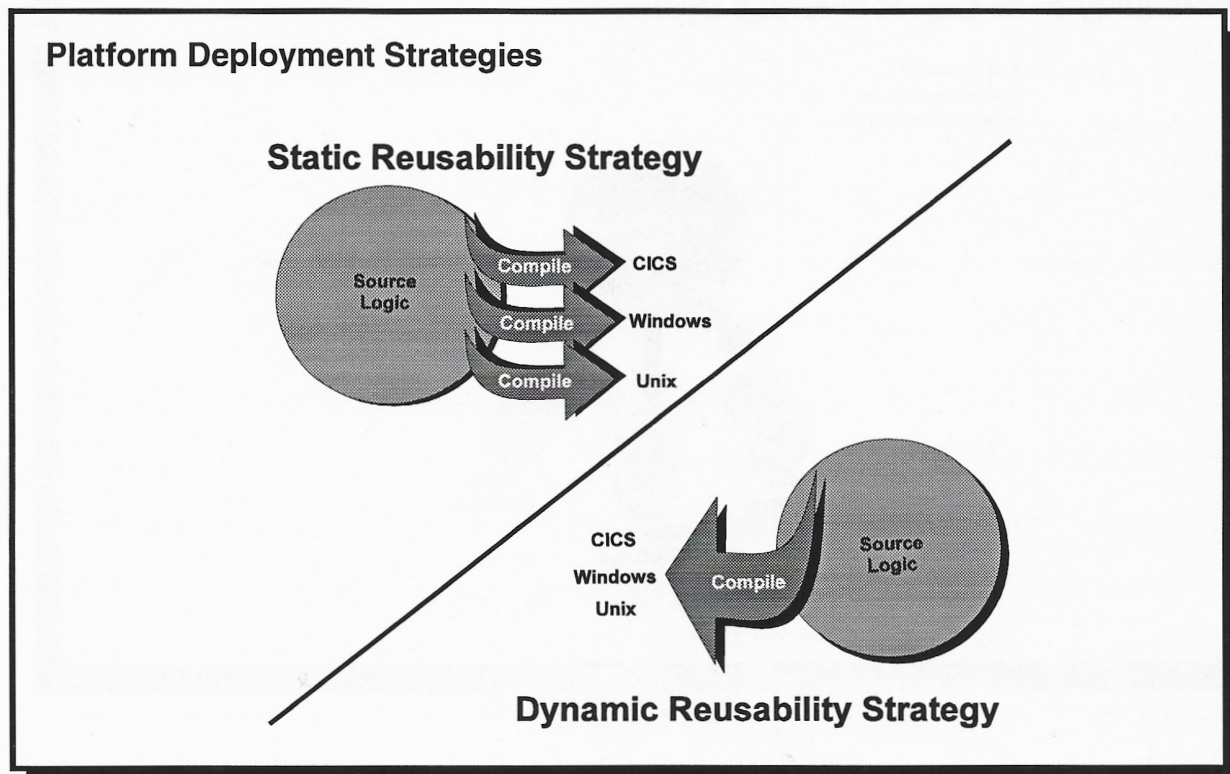 Platform Deployment Strategies
Static Reusability Strategy
Source
Logic
Compile
CICS
Compile
Windows
Compile
Unix
CICS
Windows
Unix
Compile
Source
Logic
Dynamic Reusability Strategy